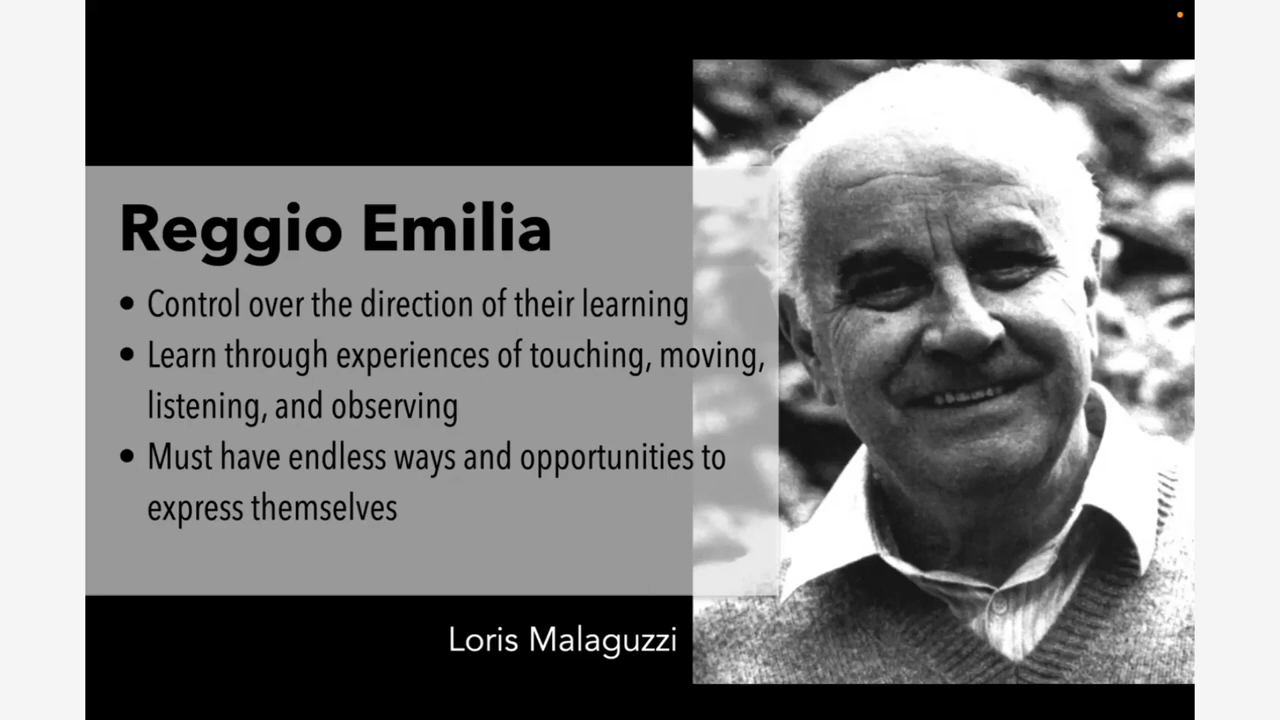 Reggio Emilia
• Control over the direction of their learning
• Learn through experiences of touching, moving,
listening, and observing
• Must have endless ways and opportunities to
express themselves
Loris Malaguzzi